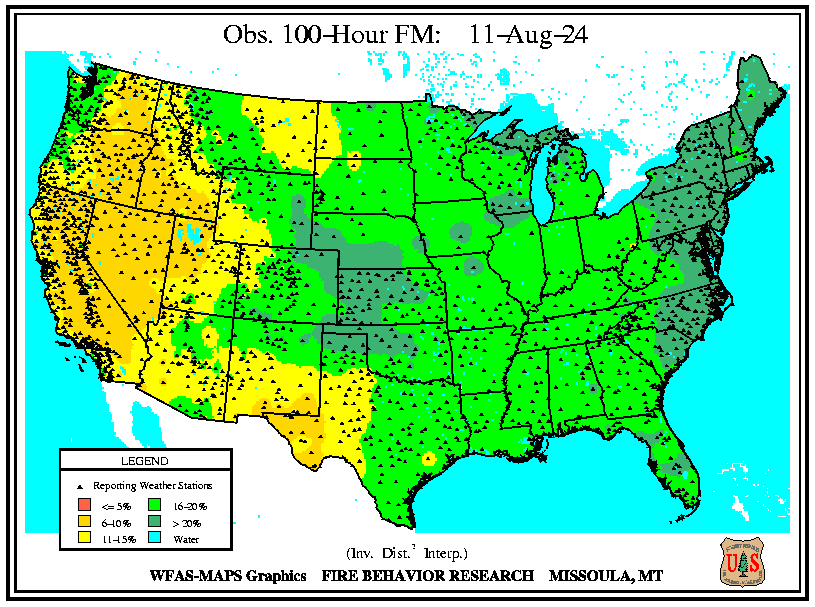 Obs. 100-Hour FM: 11-Aug-24
LEGEND
Reporting Weather Stations
<= 5% 16-20%
6-10% > 20%
11-15% Water
(Inv. Dist.² Interp.)
WFAS-MAPS Graphics FIRE BEHAVIOR RESEARCH MISSOULA, MT
U S